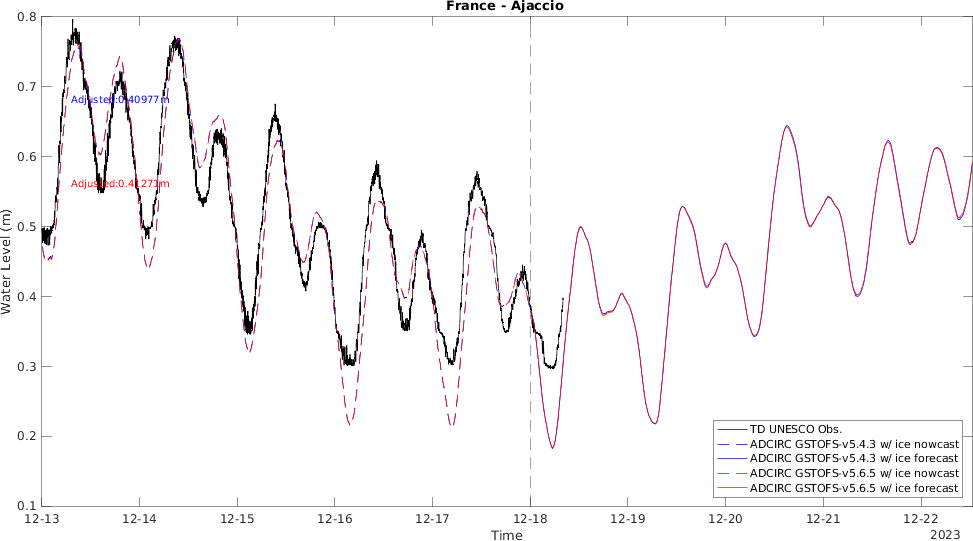 France - Ajaccio
0.8
0.7
0.6
0.5
0.4
0.3
0.2
0.1
Water Level (m)
Adjusted:0.40977m
Adjusted:0.41271m
TD UNESCO Obs.
ADCIRC GSTOFS-v5.4.3 w/ ice nowcast
ADCIRC GSTOFS-v5.4.3 w/ ice forecast
ADCIRC GSTOFS-v5.6.5 w/ ice nowcast
ADCIRC GSTOFS-v5.6.5 w/ ice forecast
12-13 12-14 12-15 12-16 12-17 12-18 12-19 12-20 12-21 12-22
Time
2023